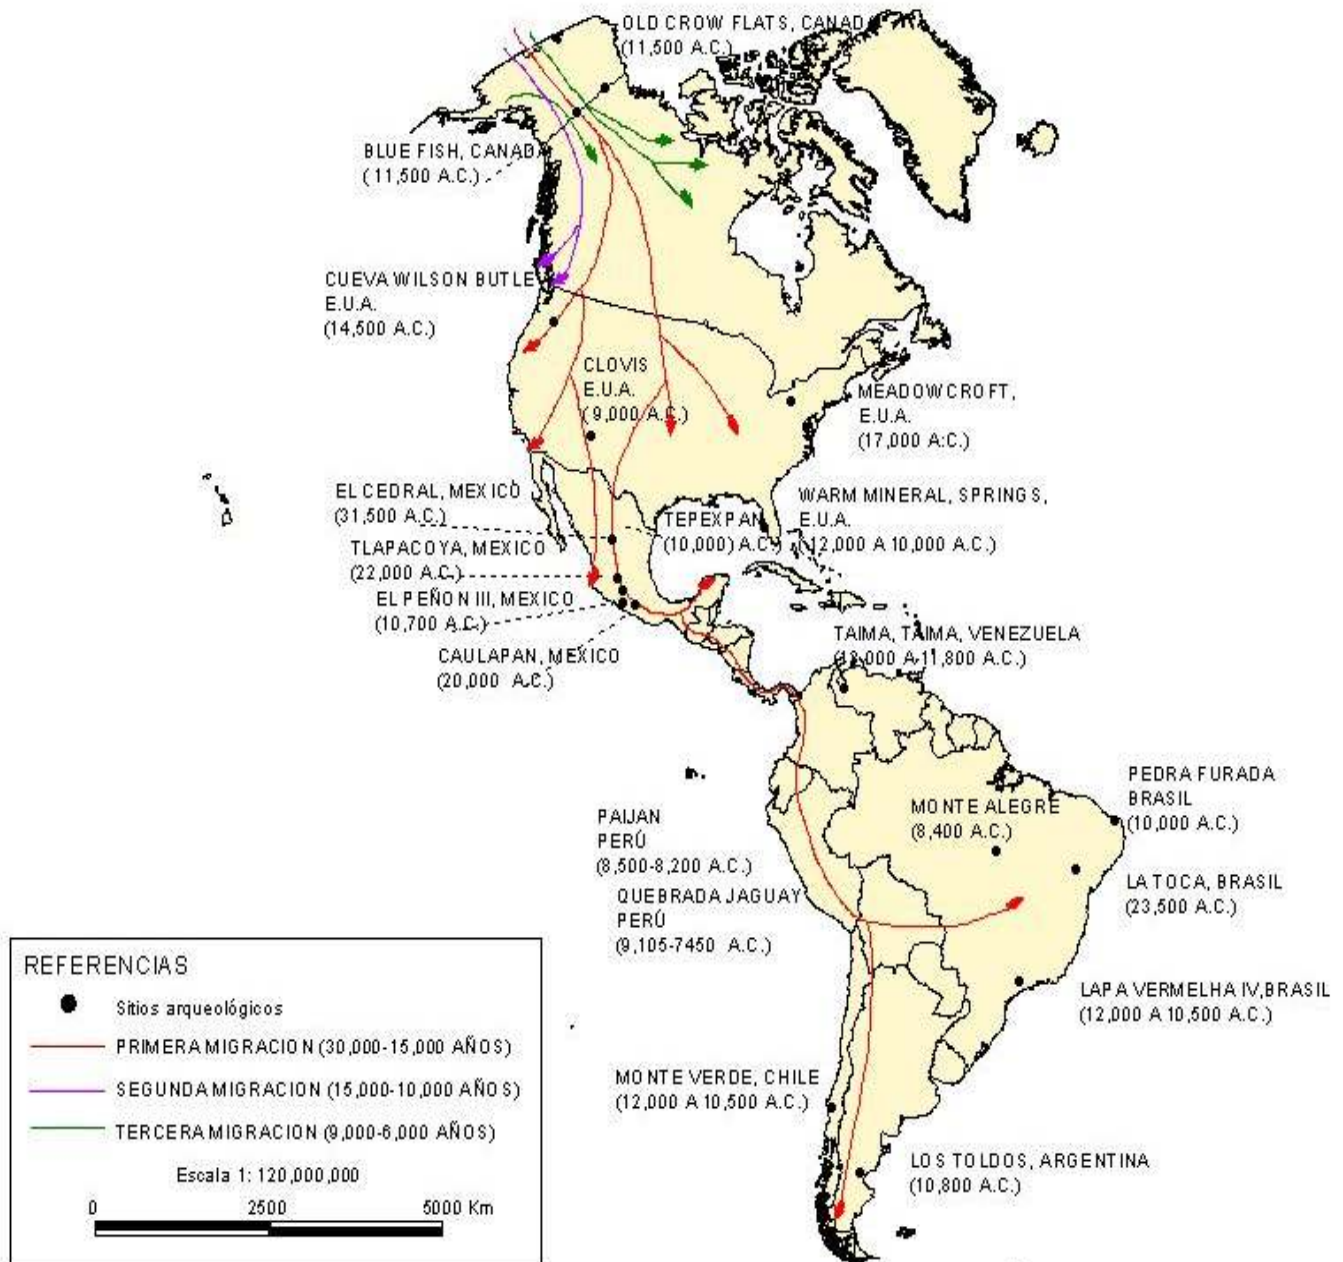 OLD CROW FLATS, CANADA
(11,500 A.C.)
BLUE FISH, CANADA
(11,500 A.C.)
CUEVA WILSON BUTLE
E.U.A.
(14,500 A.C.)
CLOVIS
E.U.A.
(9,000 A.C.)
MEADOWCROFT,
E.U.A.
(17,000 A.C.)
EL CEDRAL, MEXICO
(31,500 A.C.)
TEPEXPAN
(10,000) A.C.)
WARM MINERAL, SPRINGS,
E.U.A.
(12,000 A 10,000 A.C.)
TLAPACOYA, MEXICO
(22,000 A.C.)
EL PEÑON III, MEXICO
(10,700 A.C.)
CAULAPAN, MEXICO
(20,000 A.C.)
TAIMA, TAIMA, VENEZUELA
A 11,800 A.C.)
PEDRA FURADA
BRASIL
(10,000 A.C.)
MONTE ALEGRE
(8,400 A.C.)
PAIJAN
PERÚ
(8,500-8,200 A.C.)
LA TOCA, BRASIL
(23,500 A.C.)
QUEBRADA JAGUAY
PERÚ
(9,105-7450 A.C.)
LAPA VERMELHA IV, BRASIL
(12,000 A 10,500 A.C.)
MONTE VERDE, CHILE
(12,000 A 10,500 A.C.)
LOS TOLDOS, ARGENTINA
(10,800 A.C.)
REFERENCIAS
Sitios arqueológicos
PRIMERA MIGRACION (30,000-15,000 AÑOS)
SEGUNDA MIGRACION (15,000-10,000 AÑOS)
TERCERA MIGRACION (9,000-6,000 AÑOS)
Escala 1: 120,000,000
0 2500 5000 Km